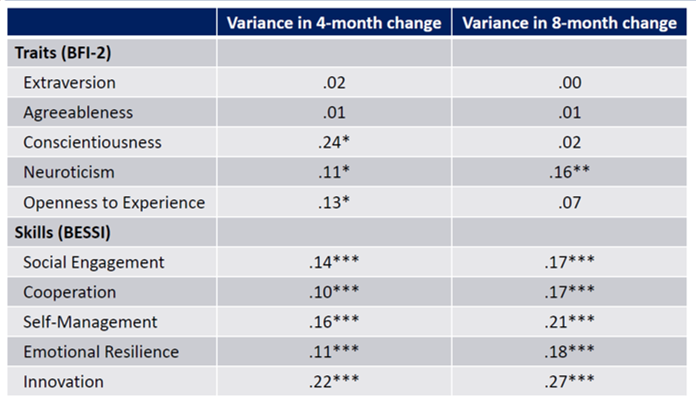 Variance in 4-month change Variance in 8-month change
Traits (BFI-2)
Extraversion .02 .00
Agreeableness .01 .01
Conscientiousness .24* .02
Neuroticism .11* .16**
Openness to Experience .13* .07
Skills (BESSI)
Social Engagement .14*** .17***
Cooperation .10*** .17***
Self-Management .16*** .21***
Emotional Resilience .11*** .18***
Innovation .22*** .27***